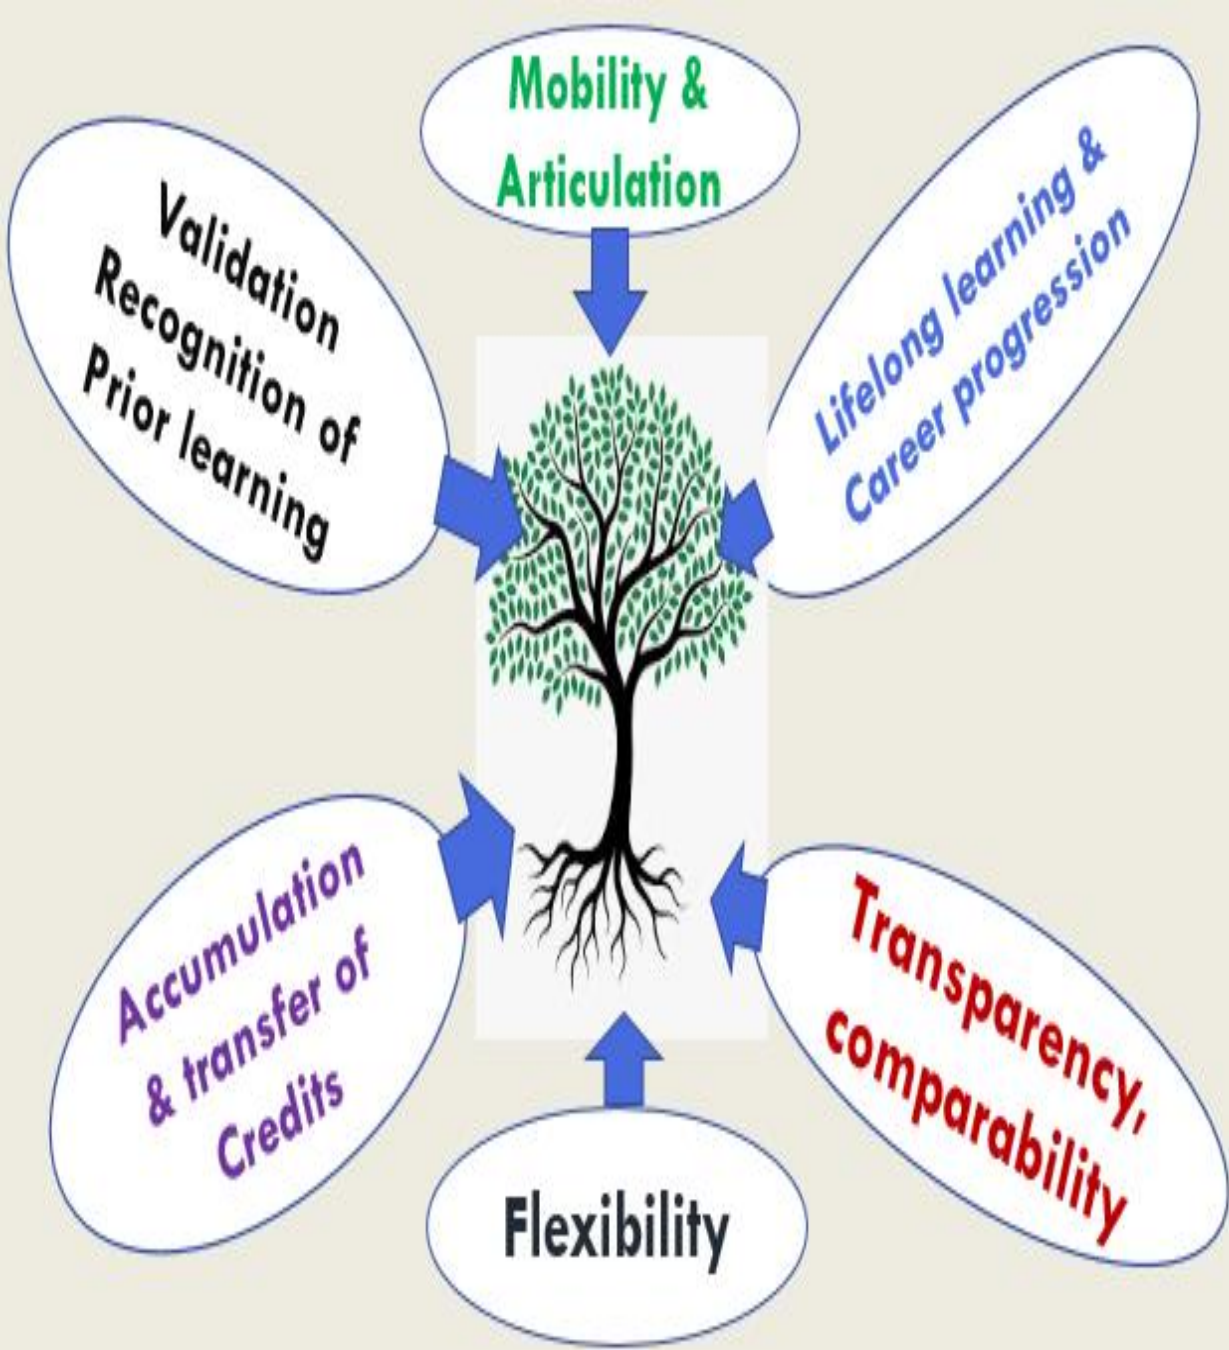 Mobility &
Articulation
Validation
Recognition of
Prior learning
Lifelong learning &
Career progression
Accumulation
& transfer of
Credits
Transparency,
comparability
Flexibility